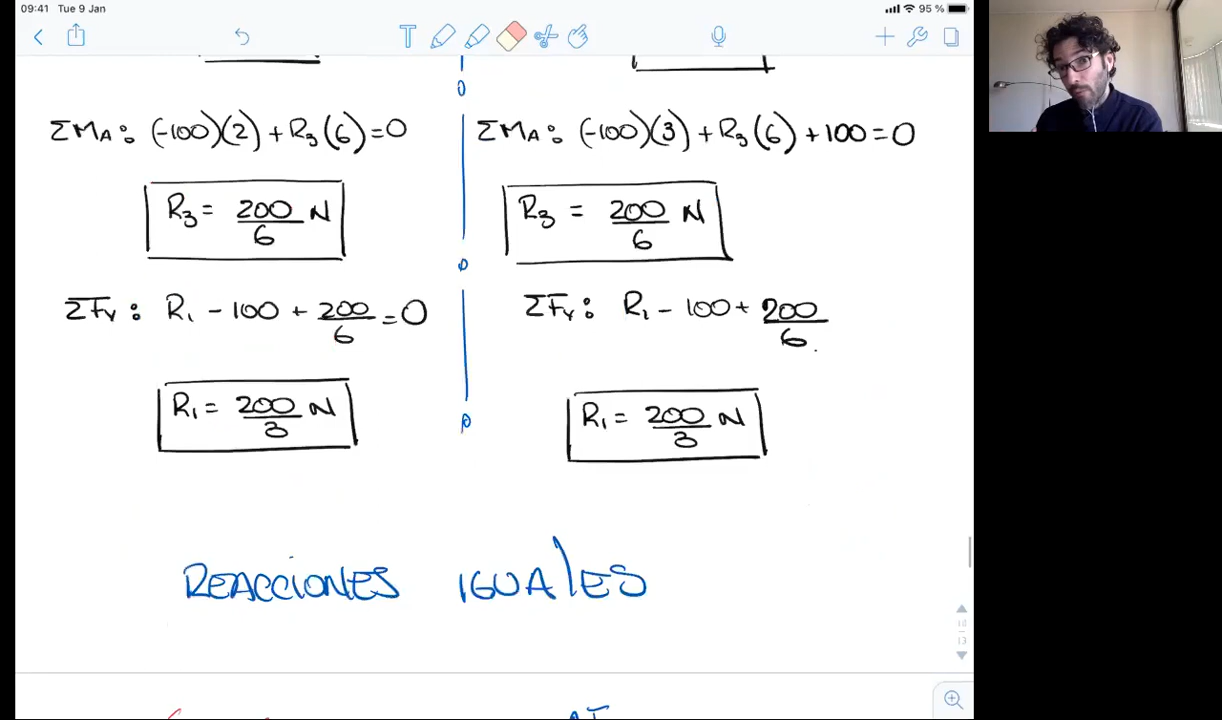 09:41 Tue 9 Jan 95 %
T
ΣMA: (-100)(2) + R3(6) = 0
R3 = 200/6 N
ΣFY: R1 - 100 + 200/6 = 0
R1 = 200/3 N
ΣMA: (-100)(3) + R3(6) + 100 = 0
R3 = 200/6 N
ΣFY: R1 - 100 + 200/6
R1 = 200/3 N
REACCIONES IGUALES